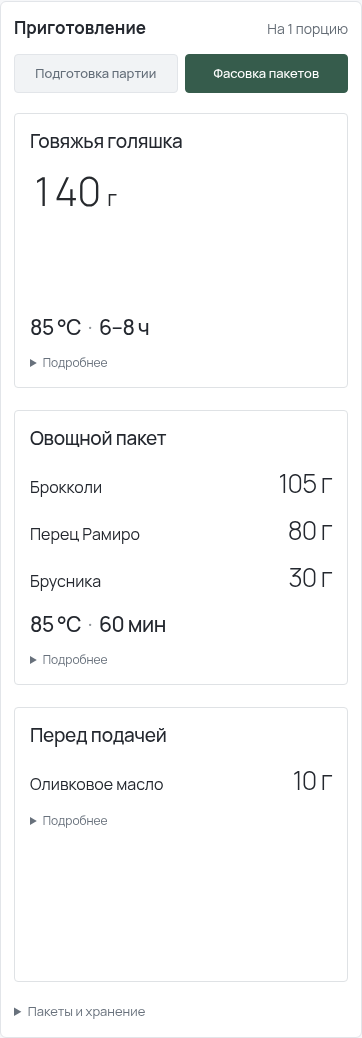 Приготовление
На 1 порцию
Подготовка партии
Фасовка пакетов
Говяжья голяшка
140 г
85 °C · 6–8 ч
Подробнее
Овощной пакет
Брокколи 105 г
Перец Рамиро 80 г
Брусника 30 г
85 °C · 60 мин
Подробнее
Перед подачей
Оливковое масло 10 г
Подробнее
Пакеты и хранение